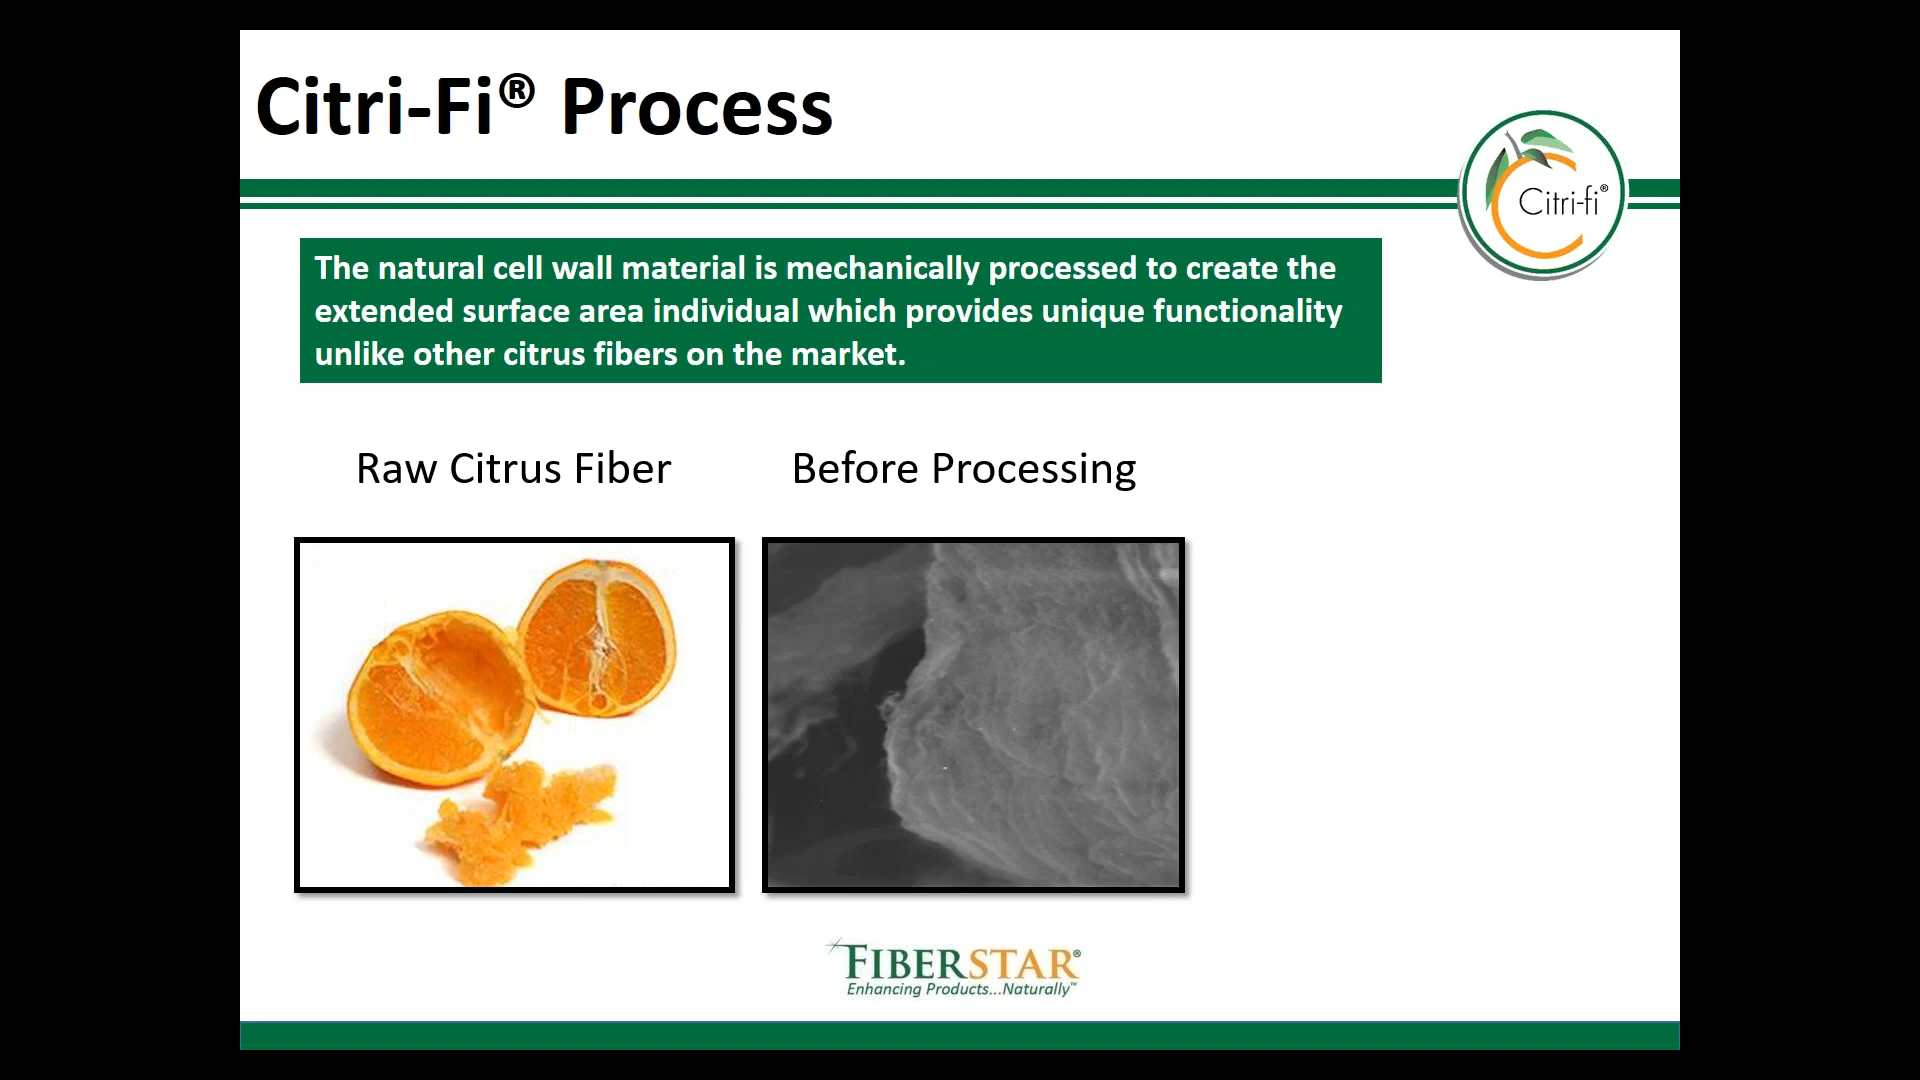 Citri-Fi® Process
Citri-fi®
The natural cell wall material is mechanically processed to create the
extended surface area individual which provides unique functionality
unlike other citrus fibers on the market.
Raw Citrus Fiber
Before Processing
FIBERSTAR®
Enhancing Products...Naturally™